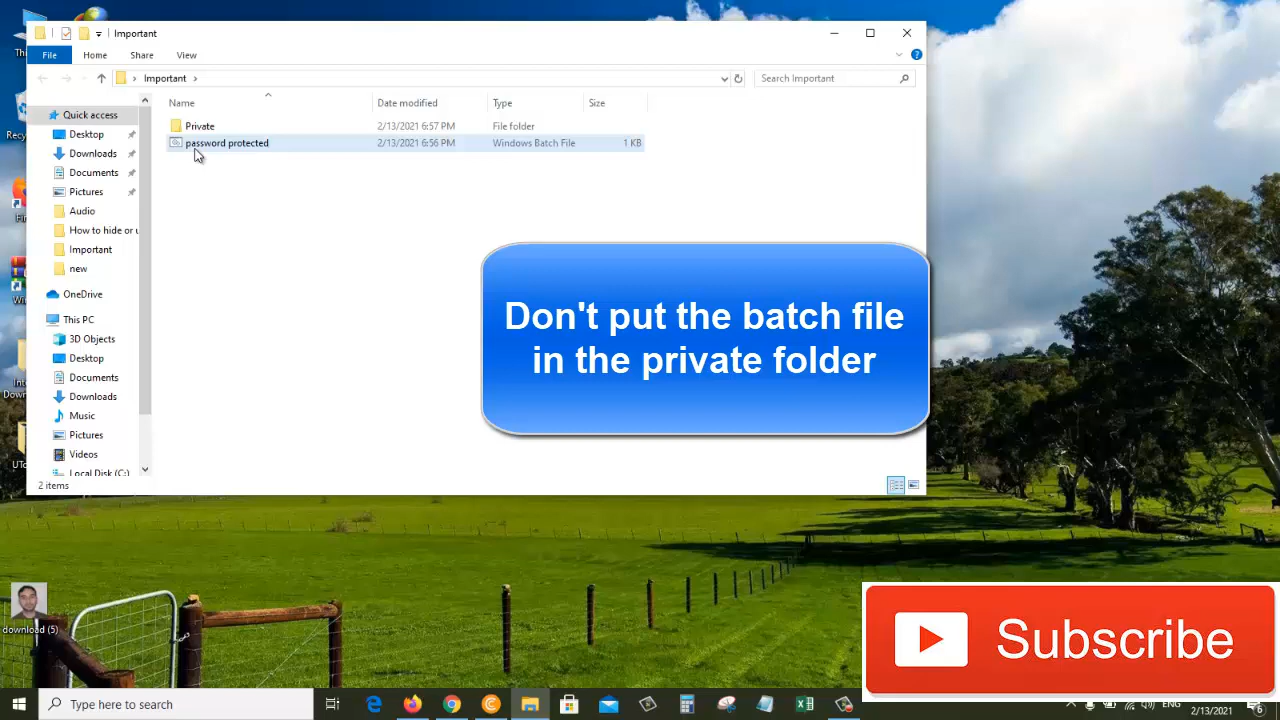 Important
File
Home
Share
View
Important
Search Important
Name
Date modified
Type
Size
Quick access
Private
2/13/2021 6:57 PM
File folder
Desktop
password protected
2/13/2021 6:56 PM
Windows Batch File
1 KB
Downloads
Documents
Pictures
Audio
How to hide or u
Important
new
OneDrive
This PC
3D Objects
Desktop
Documents
Downloads
Music
Pictures
Videos
Local Disk (C:)
2 items
Don't put the batch file
in the private folder
download (5)
Subscribe
Type here to search
ENG
2/13/2021
6